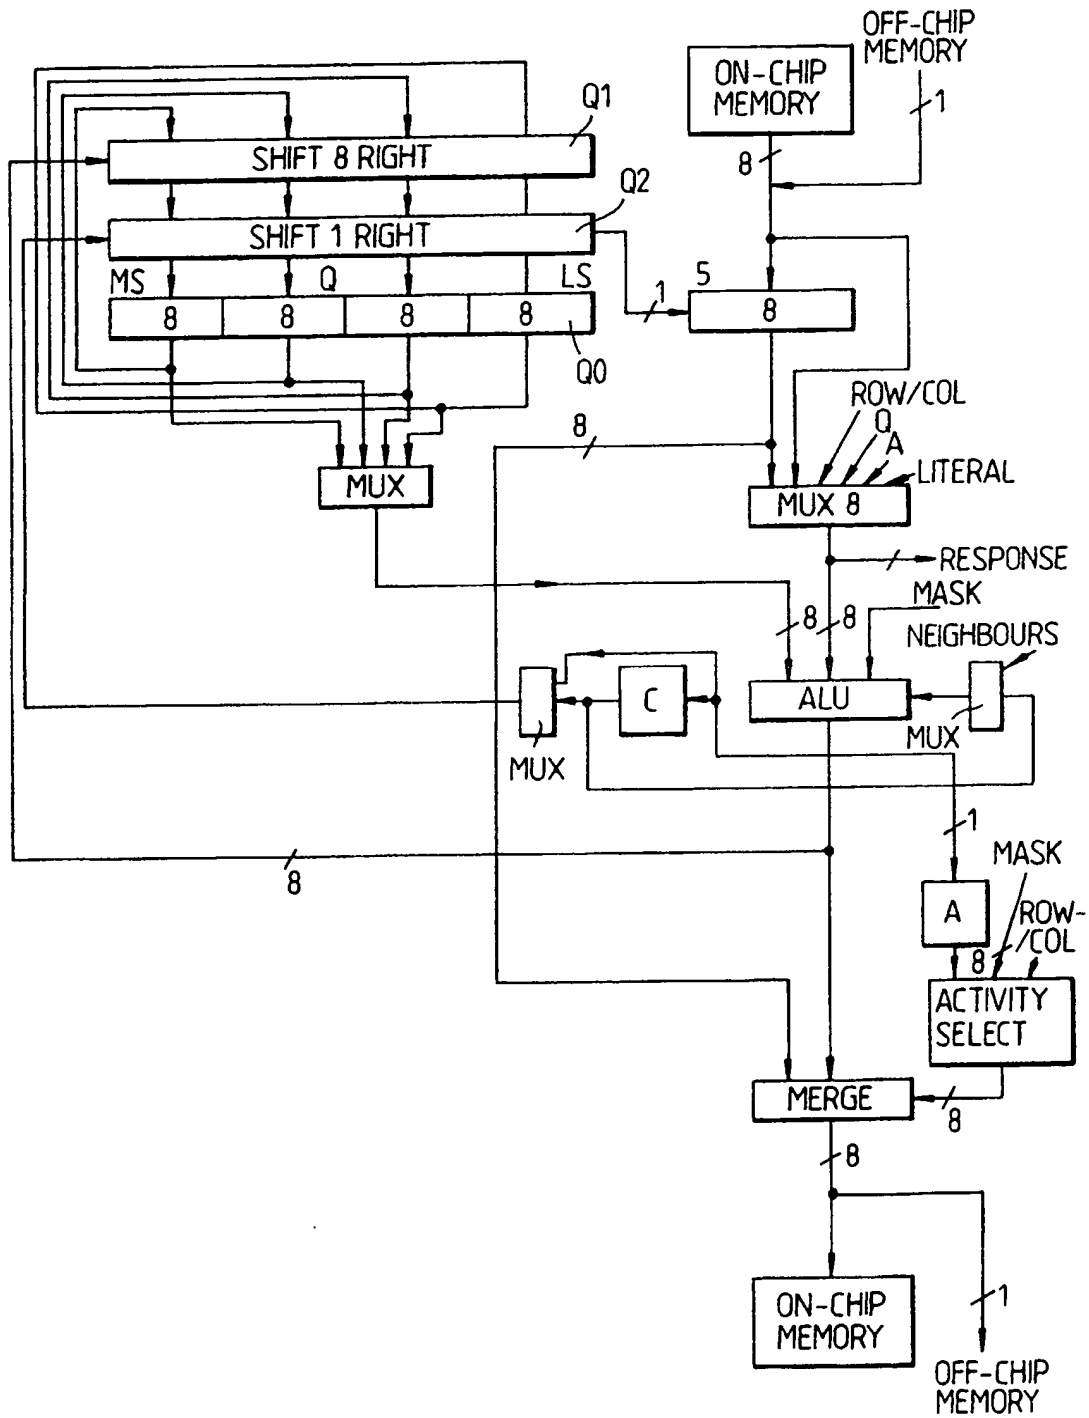 OFF-CHIP
MEMORY
1
ON-CHIP
MEMORY
8
Q1
SHIFT 8 RIGHT
Q2
SHIFT 1 RIGHT
MS
Q
LS
8
8
8
8
Q0
1
5
8
ROW/COL
Q
A
LITERAL
8
MUX
MUX 8
RESPONSE
MASK
8
8
NEIGHBOURS
C
ALU
MUX
MUX
1
8
MASK
A
ROW-
/COL
8
ACTIVITY
SELECT
MERGE
8
8
ON-CHIP
MEMORY
1
OFF-CHIP
MEMORY